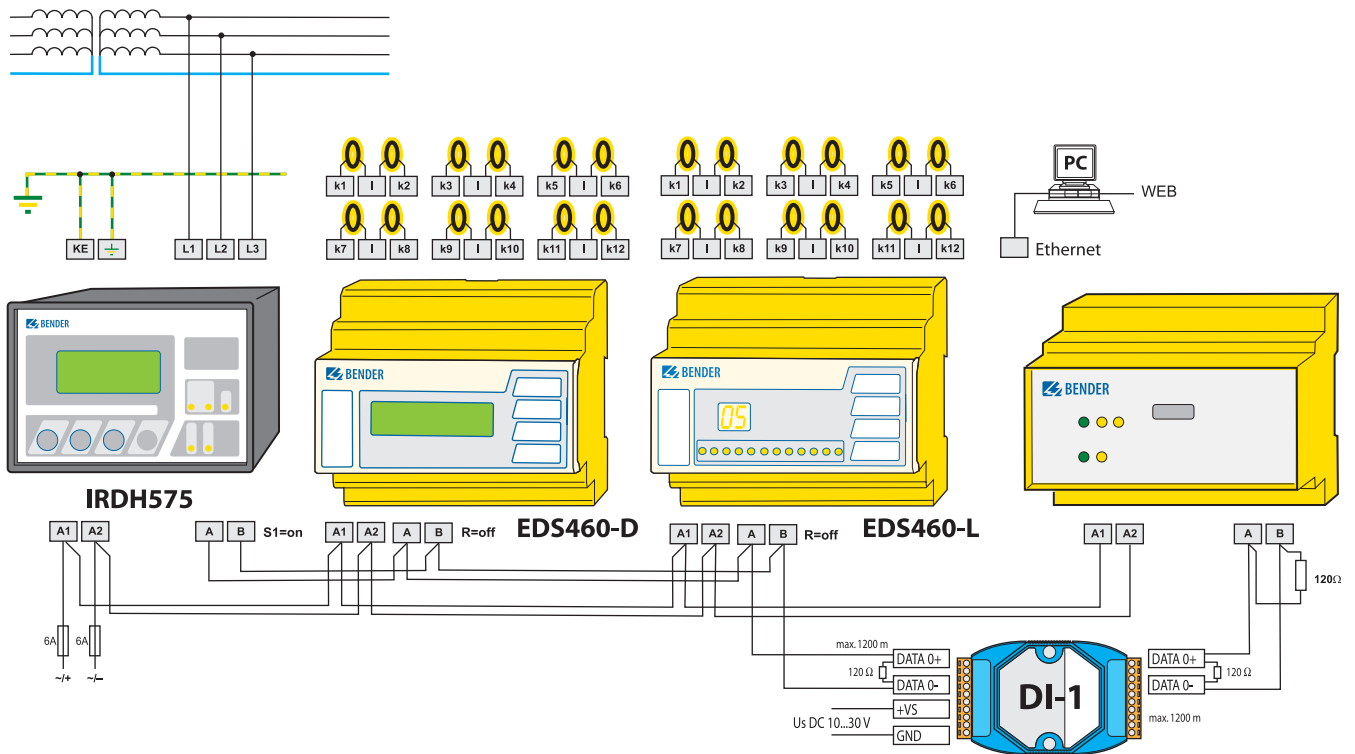 k1 I k2 k3 I k4 k5 I k6 k1 I k2 k3 I k4 k5 I k6
PC
WEB
k7 I k8 k9 I k10 k11 I k12 k7 I k8 k9 I k10 k11 I k12
KE L1 L2 L3
Ethernet
BENDER
BENDER
BENDER
BENDER
05
IRDH575
EDS460-D
EDS460-L
A1 A2 A B S1=on A1 A2 A B R=off A1 A2 A B R=off A1 A2 A B
120Ω
6A 6A
~/+ ~/–
max. 1200 m
DATA 0+
120 Ω
DATA 0-
+VS
Us DC 10...30 V
GND
DI-1
DATA 0+
120 Ω
DATA 0-
max. 1200 m